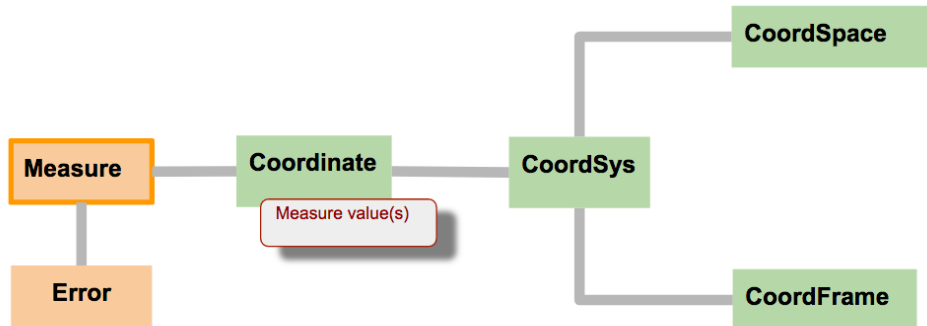 CoordSpace
Measure
Coordinate
CoordSys
Measure value(s)
Error
CoordFrame